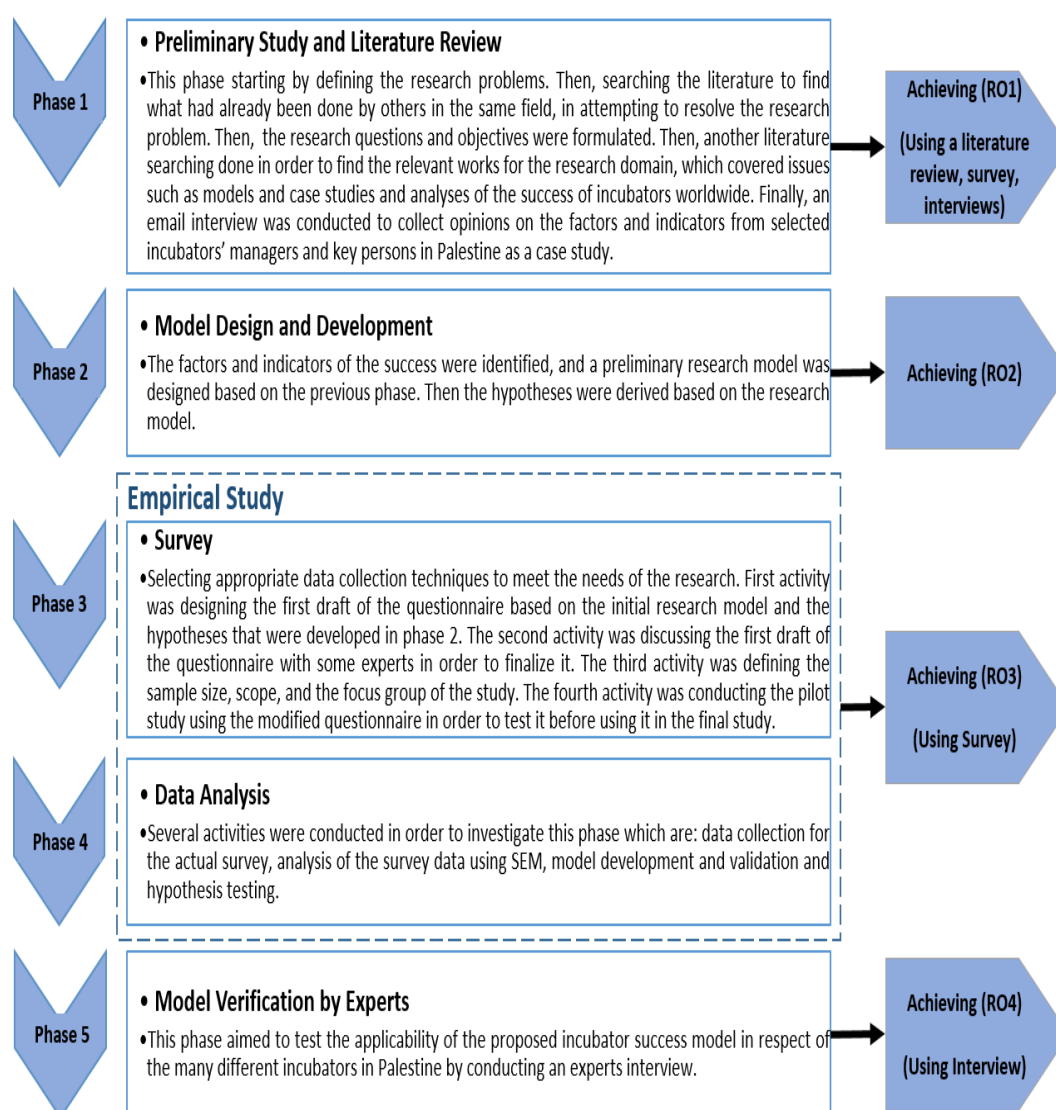 Phase 1
• Preliminary Study and Literature Review
•This phase starting by defining the research problems. Then, searching the literature to find
what had already been done by others in the same field, in attempting to resolve the research
problem. Then, the research questions and objectives were formulated. Then, another literature
searching done in order to find the relevant works for the research domain, which covered issues
such as models and case studies and analyses of the success of incubators worldwide. Finally, an
email interview was conducted to collect opinions on the factors and indicators from selected
incubators’ managers and key persons in Palestine as a case study.
Achieving (RO1)
(Using a literature
review, survey,
interviews)
Phase 2
• Model Design and Development
•The factors and indicators of the success were identified, and a preliminary research model was
designed based on the previous phase. Then the hypotheses were derived based on the research
model.
Achieving (RO2)
Empirical Study
Phase 3
• Survey
•Selecting appropriate data collection techniques to meet the needs of the research. First activity
was designing the first draft of the questionnaire based on the initial research model and the
hypotheses that were developed in phase 2. The second activity was discussing the first draft of
the questionnaire with some experts in order to finalize it. The third activity was defining the
sample size, scope, and the focus group of the study. The fourth activity was conducting the pilot
study using the modified questionnaire in order to test it before using it in the final study.
Achieving (RO3)
(Using Survey)
Phase 4
• Data Analysis
•Several activities were conducted in order to investigate this phase which are: data collection for
the actual survey, analysis of the survey data using SEM, model development and validation and
hypothesis testing.
Phase 5
• Model Verification by Experts
•This phase aimed to test the applicability of the proposed incubator success model in respect of
the many different incubators in Palestine by conducting an experts interview.
Achieving (RO4)
(Using Interview)